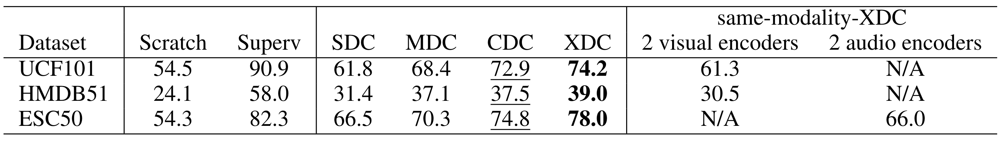 same-modality-XDC
Dataset Scratch Superv SDC MDC CDC XDC 2 visual encoders 2 audio encoders
UCF101 54.5 90.9 61.8 68.4 72.9 74.2 61.3 N/A
HMDB51 24.1 58.0 31.4 37.1 37.5 39.0 30.5 N/A
ESC50 54.3 82.3 66.5 70.3 74.8 78.0 N/A 66.0